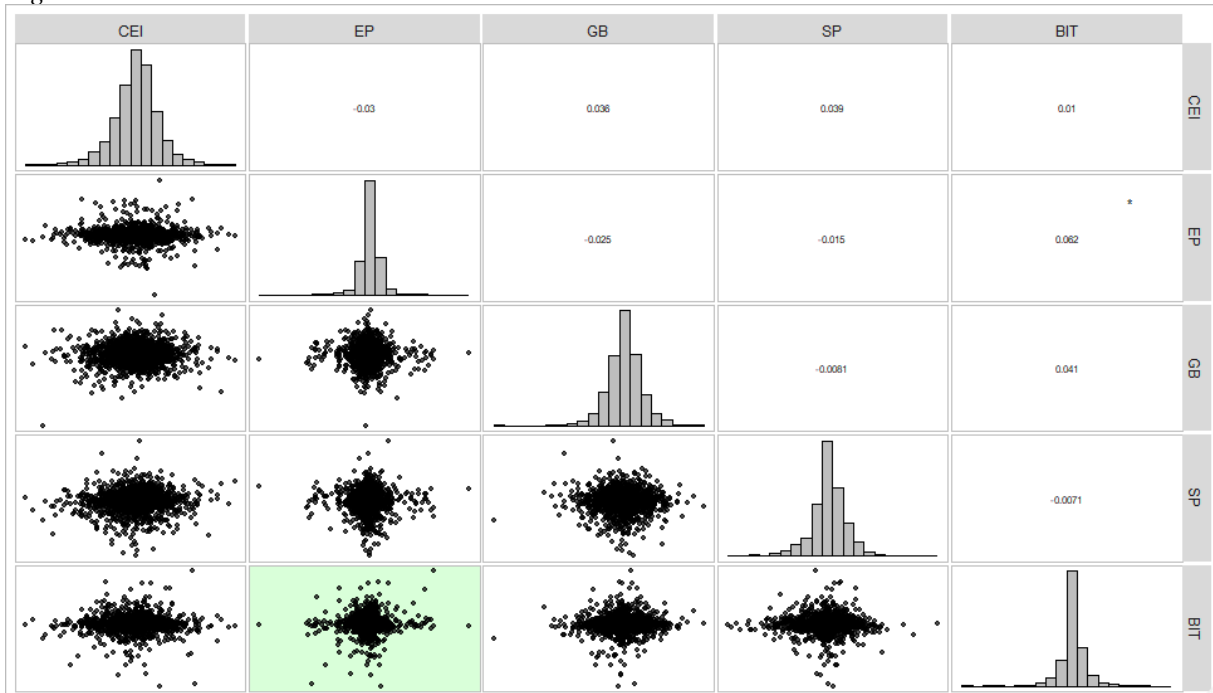 CEI EP GB SP BIT
-0.03 0.036 0.039 0.01 CEI
*
-0.025 -0.015 0.062 EP
-0.0081 0.041 GB
-0.0071 SP
BIT